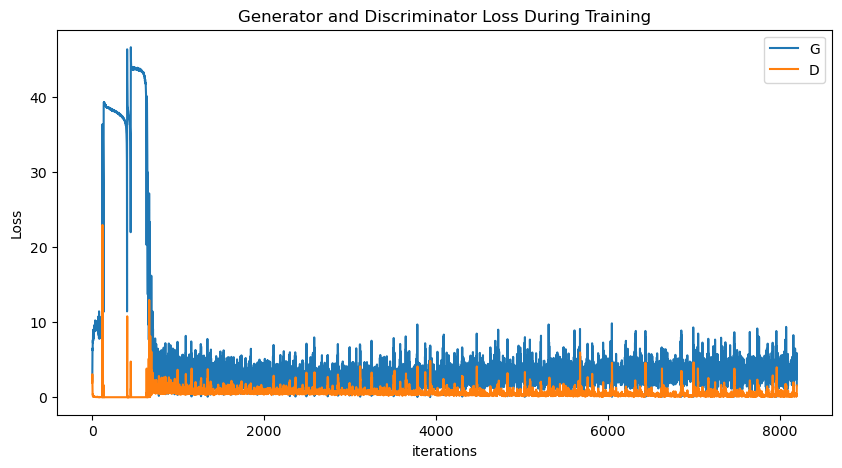 Generator and Discriminator Loss During Training
G
D
Loss
40
30
20
10
0
0 2000 4000 6000 8000
iterations